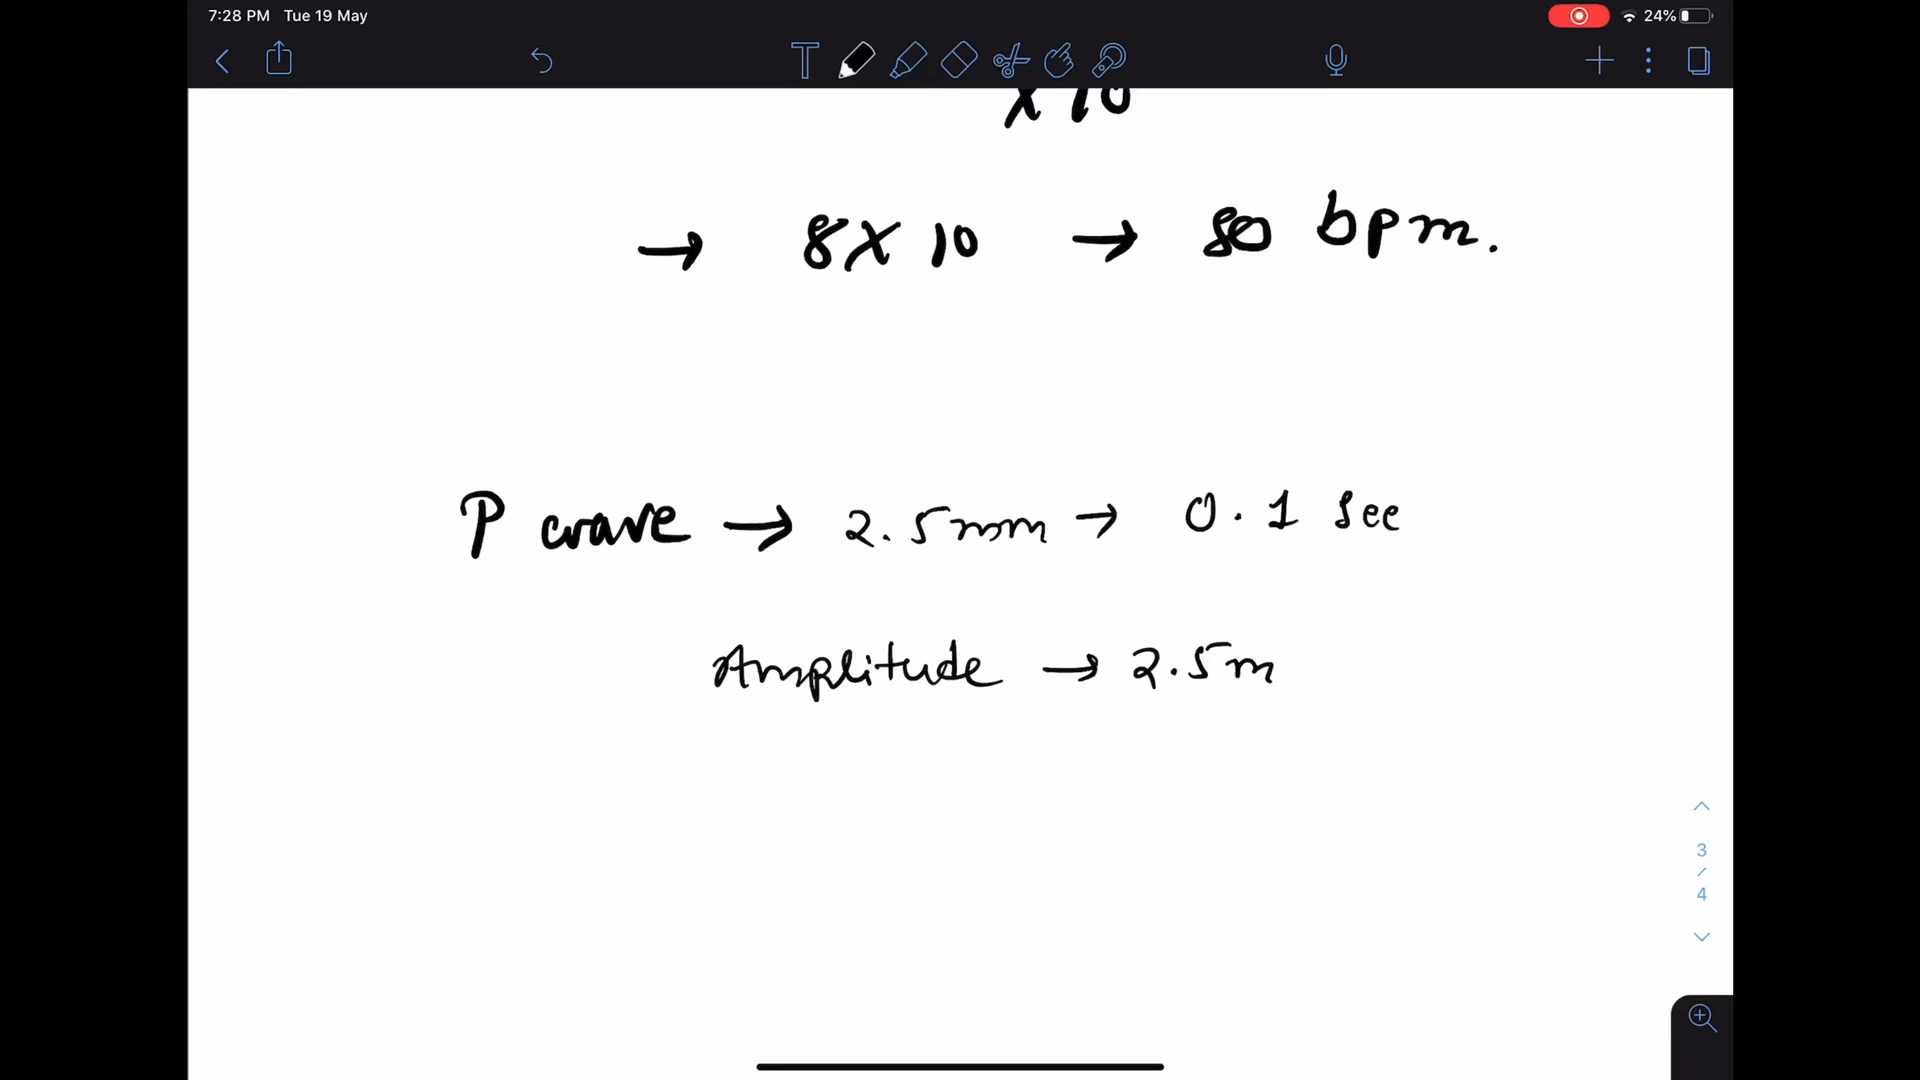 7:28 PM Tue 19 May
24%
T
x 10
→ 8 x 10 → 80 bpm.
P wave → 2.5mm → 0.1 sec
Amplitude → 2.5m
3
/
4